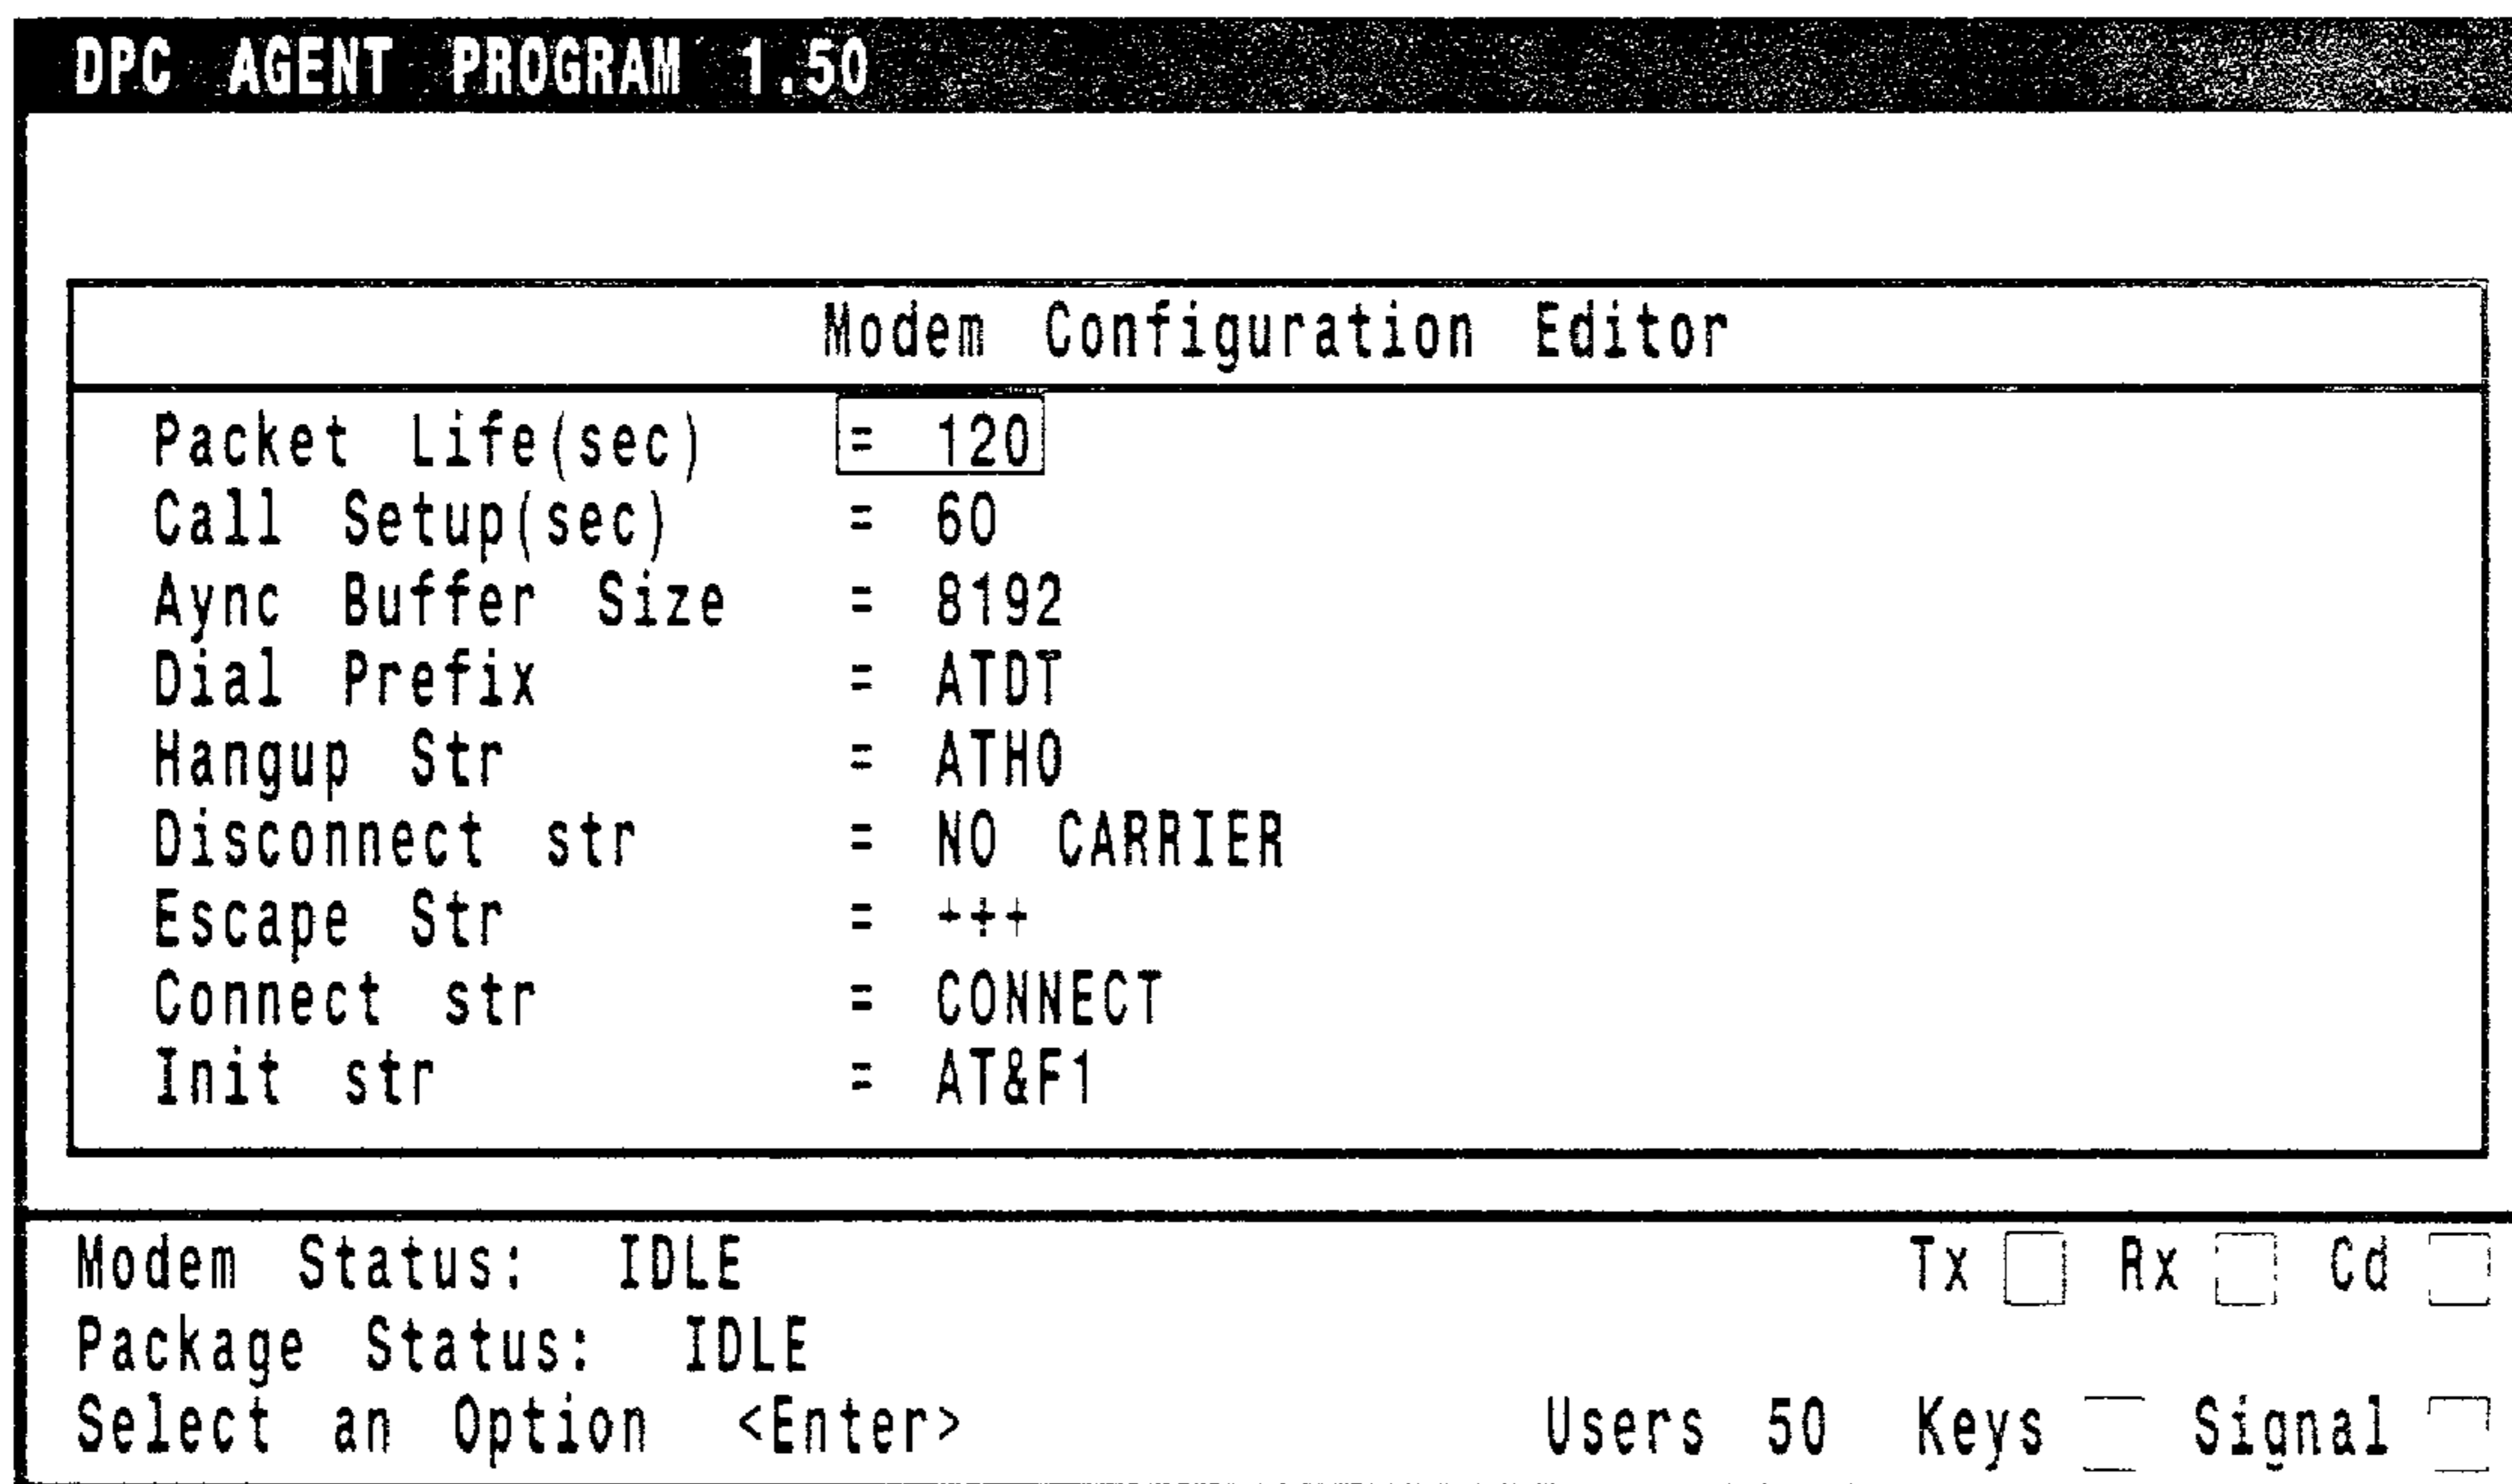 DPC AGENT PROGRAM 1.50
Modem Configuration Editor
Packet Life(sec) = 120
Call Setup(sec) = 60
Aync Buffer Size = 8192
Dial Prefix = ATDT
Hangup Str = ATH0
Disconnect str = NO CARRIER
Escape Str = +++
Connect str = CONNECT
Init str = AT&F1
Modem Status: IDLE Tx Rx Cd
Package Status: IDLE
Select an Option <Enter> Users 50 Keys Signal